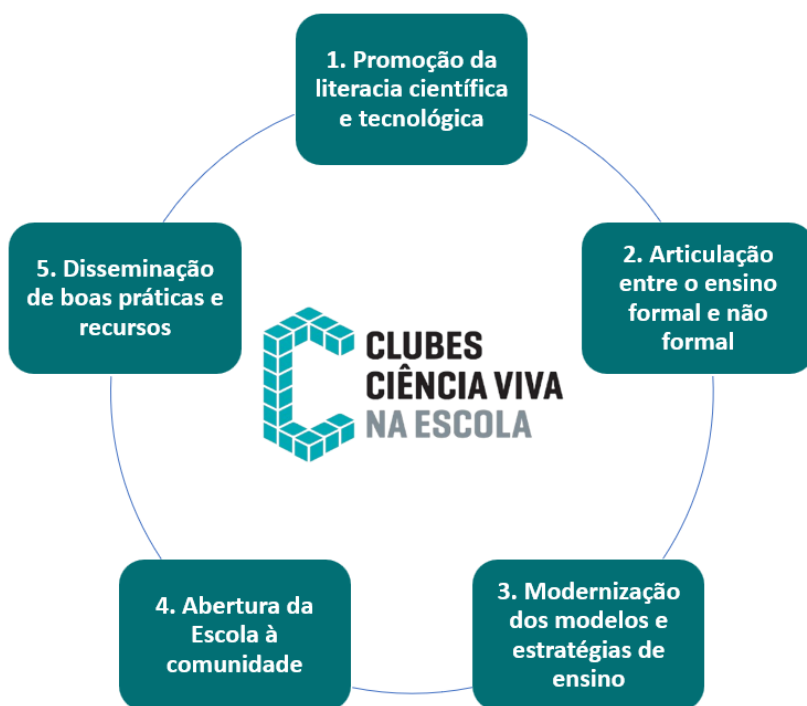 1. Promoção da
literacia científica
e tecnológica
2. Articulação
entre o ensino
formal e não
formal
3. Modernização
dos modelos e
estratégias de
ensino
4. Abertura da
Escola à
comunidade
5. Disseminação
de boas práticas e
recursos
CLUBES
CIÊNCIA VIVA
NA ESCOLA